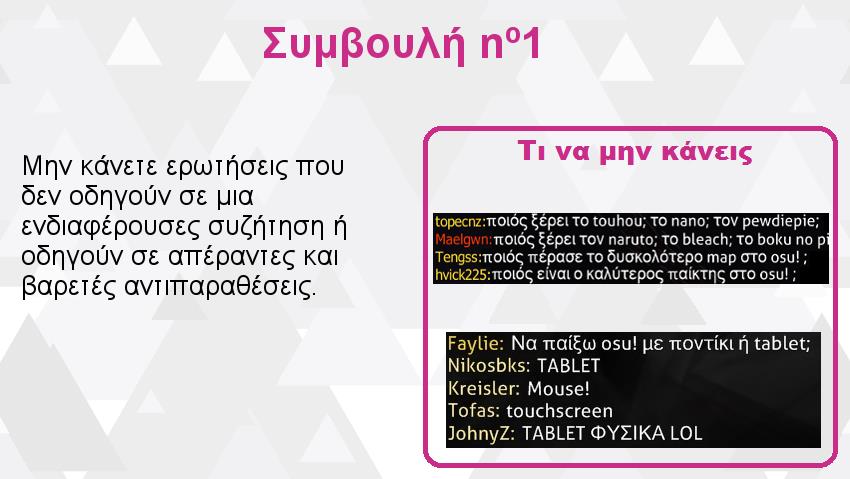 Συμβουλή nº1
Μην κάνετε ερωτήσεις που
δεν οδηγούν σε μια
ενδιαφέρουσες συζήτηση ή
οδηγούν σε απέραντες και
βαρετές αντιπαραθέσεις.
Τι να μην κάνεις
topecnz:ποιός ξέρει το touhou; το nano; τον pewdiepie;
Maelgwn:ποιός ξέρει τον naruto; το bleach; το boku no pi
Tengss:ποιός πέρασε το δυσκολότερο map στο osu! ;
hvick225:ποιός είναι ο καλύτερος παίκτης στο osu! ;
Faylie: Να παίξω osu! με ποντίκι ή tablet;
Nikosbks: TABLET
Kreisler: Mouse!
Tofas: touchscreen
JohnyZ: TABLET ΦΥΣΙΚΑ LOL